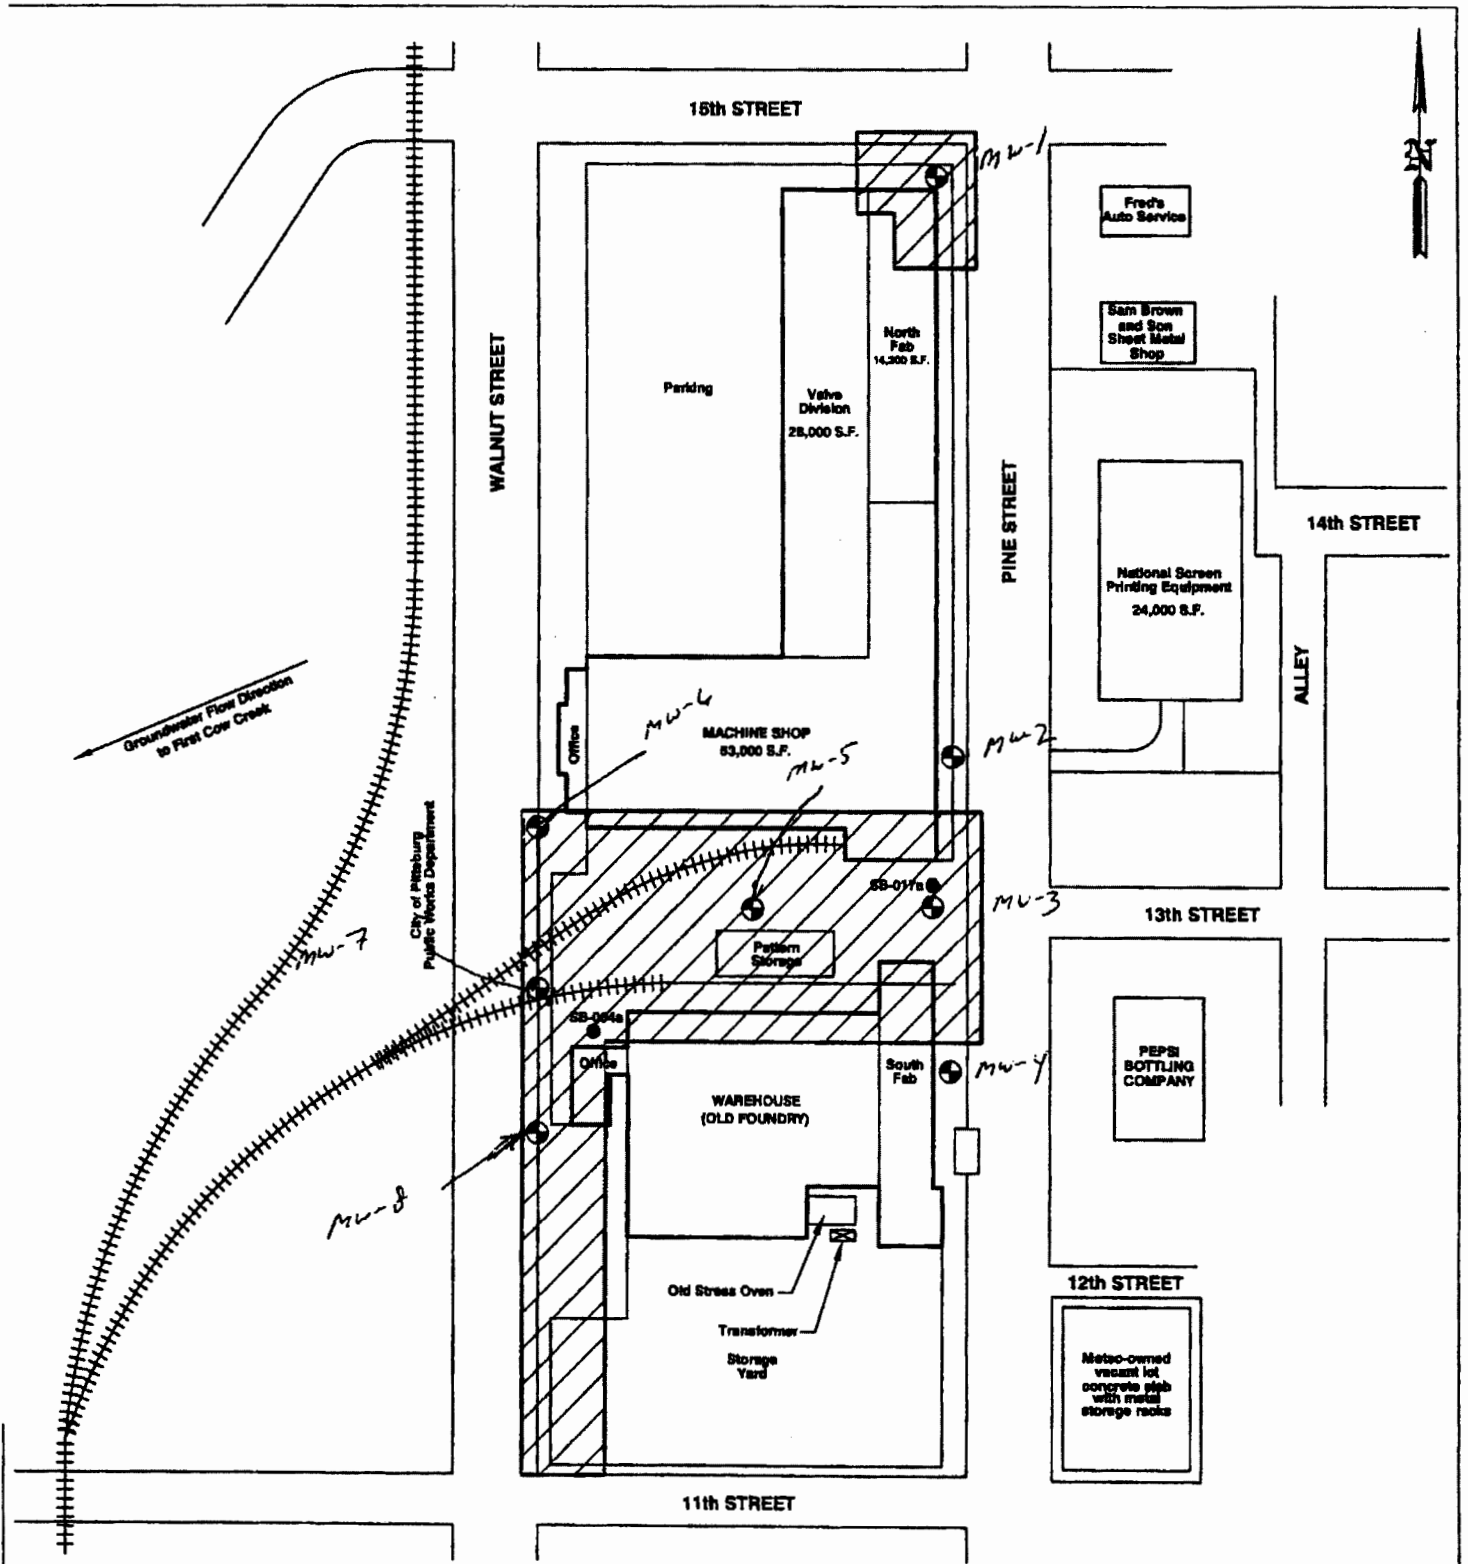 15th STREET
MW-1
N
Fred's
Auto Service
Sam Brown
and Son
Sheet Metal
Shop
North
Fab
14,200 S.F.
WALNUT STREET
Parking
Valve
Division
28,000 S.F.
PINE STREET
14th STREET
National Screen
Printing Equipment
24,000 S.F.
ALLEY
Groundwater Flow Direction
to First Cow Creek
Office
MW-6
MACHINE SHOP
53,000 S.F.
MW-5
MW-2
City of Pittsburg
Public Works Department
SB-017a
MW-3
13th STREET
MW-7
Pattern
Storage
SB-004a
Office
South
Fab
MW-4
PEPSI
BOTTLING
COMPANY
WAREHOUSE
(OLD FOUNDRY)
MW-8
Old Stress Oven
12th STREET
Transformer
Storage
Yard
Metso-owned
vacant lot
concrete slab
with metal
storage racks
11th STREET